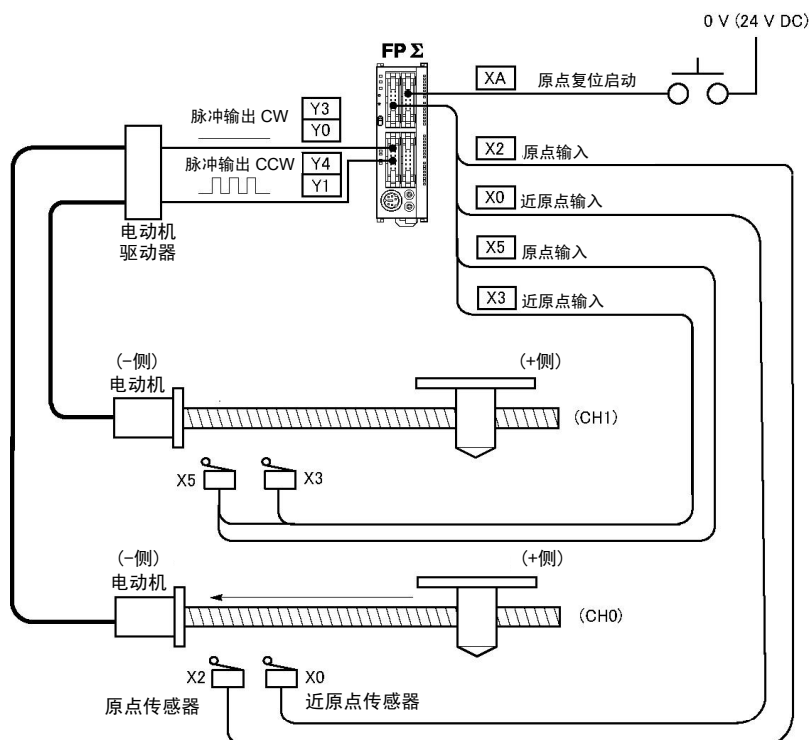 0 V (24 V DC)
FPΣ
XA 原点复位启动
脉冲输出 CW Y3
Y0
脉冲输出 CCW Y4
Y1
X2 原点输入
X0 近原点输入
X5 原点输入
X3 近原点输入
电动机
驱动器
(-侧)
电动机
(+侧)
(CH1)
X5
X3
(-侧)
电动机
(+侧)
(CH0)
X2
X0
原点传感器
近原点传感器